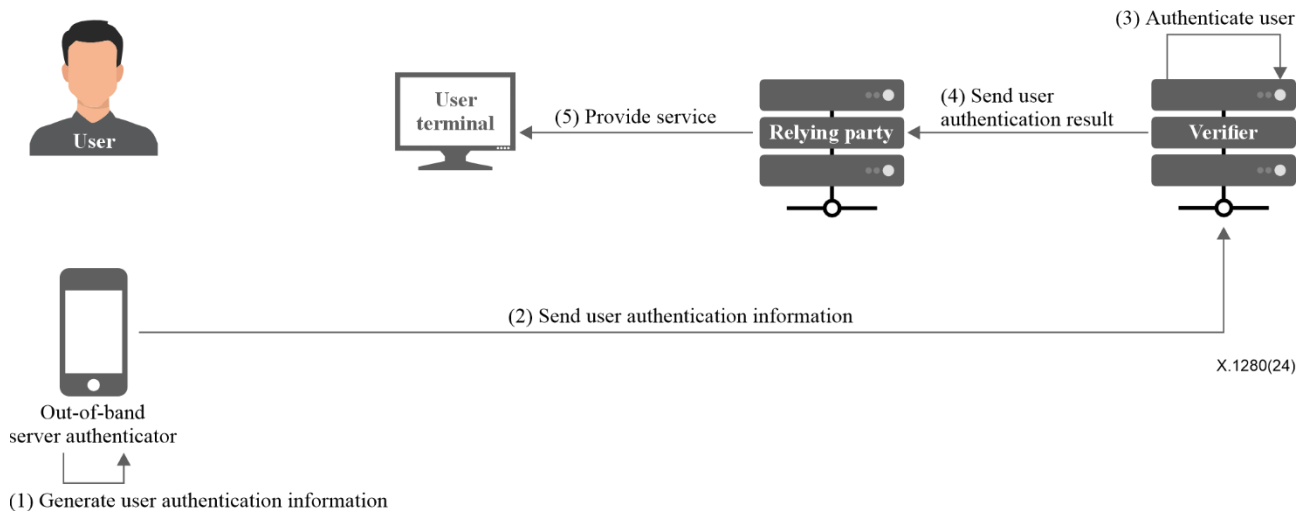 (3) Authenticate user
User
User
terminal
(5) Provide service
Relying party
(4) Send user
authentication result
Verifier
(2) Send user authentication information
X.1280(24)
Out-of-band
server authenticator
(1) Generate user authentication information